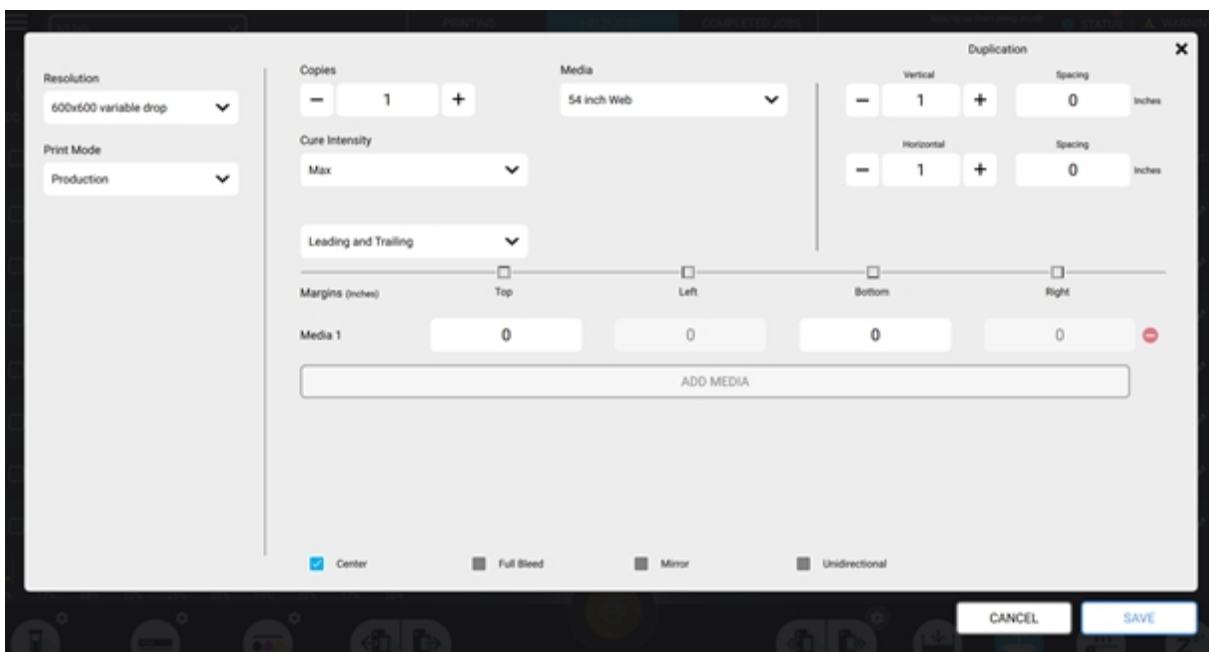 PRINTING
HELD JOBS
COMPLETED JOBS
STATUS
Duplication
Resolution
Copies
Media
Vertical
Spacing
600x600 variable drop
1
54 inch Web
1
0
Inches
Print Mode
Cure Intensity
Horizontal
Spacing
Production
Max
1
0
Inches
Leading and Trailing
Margins (Inches)
Top
Left
Bottom
Right
Media 1
0
0
0
0
ADD MEDIA
Center
Full Bleed
Mirror
Unidirectional
CANCEL
SAVE